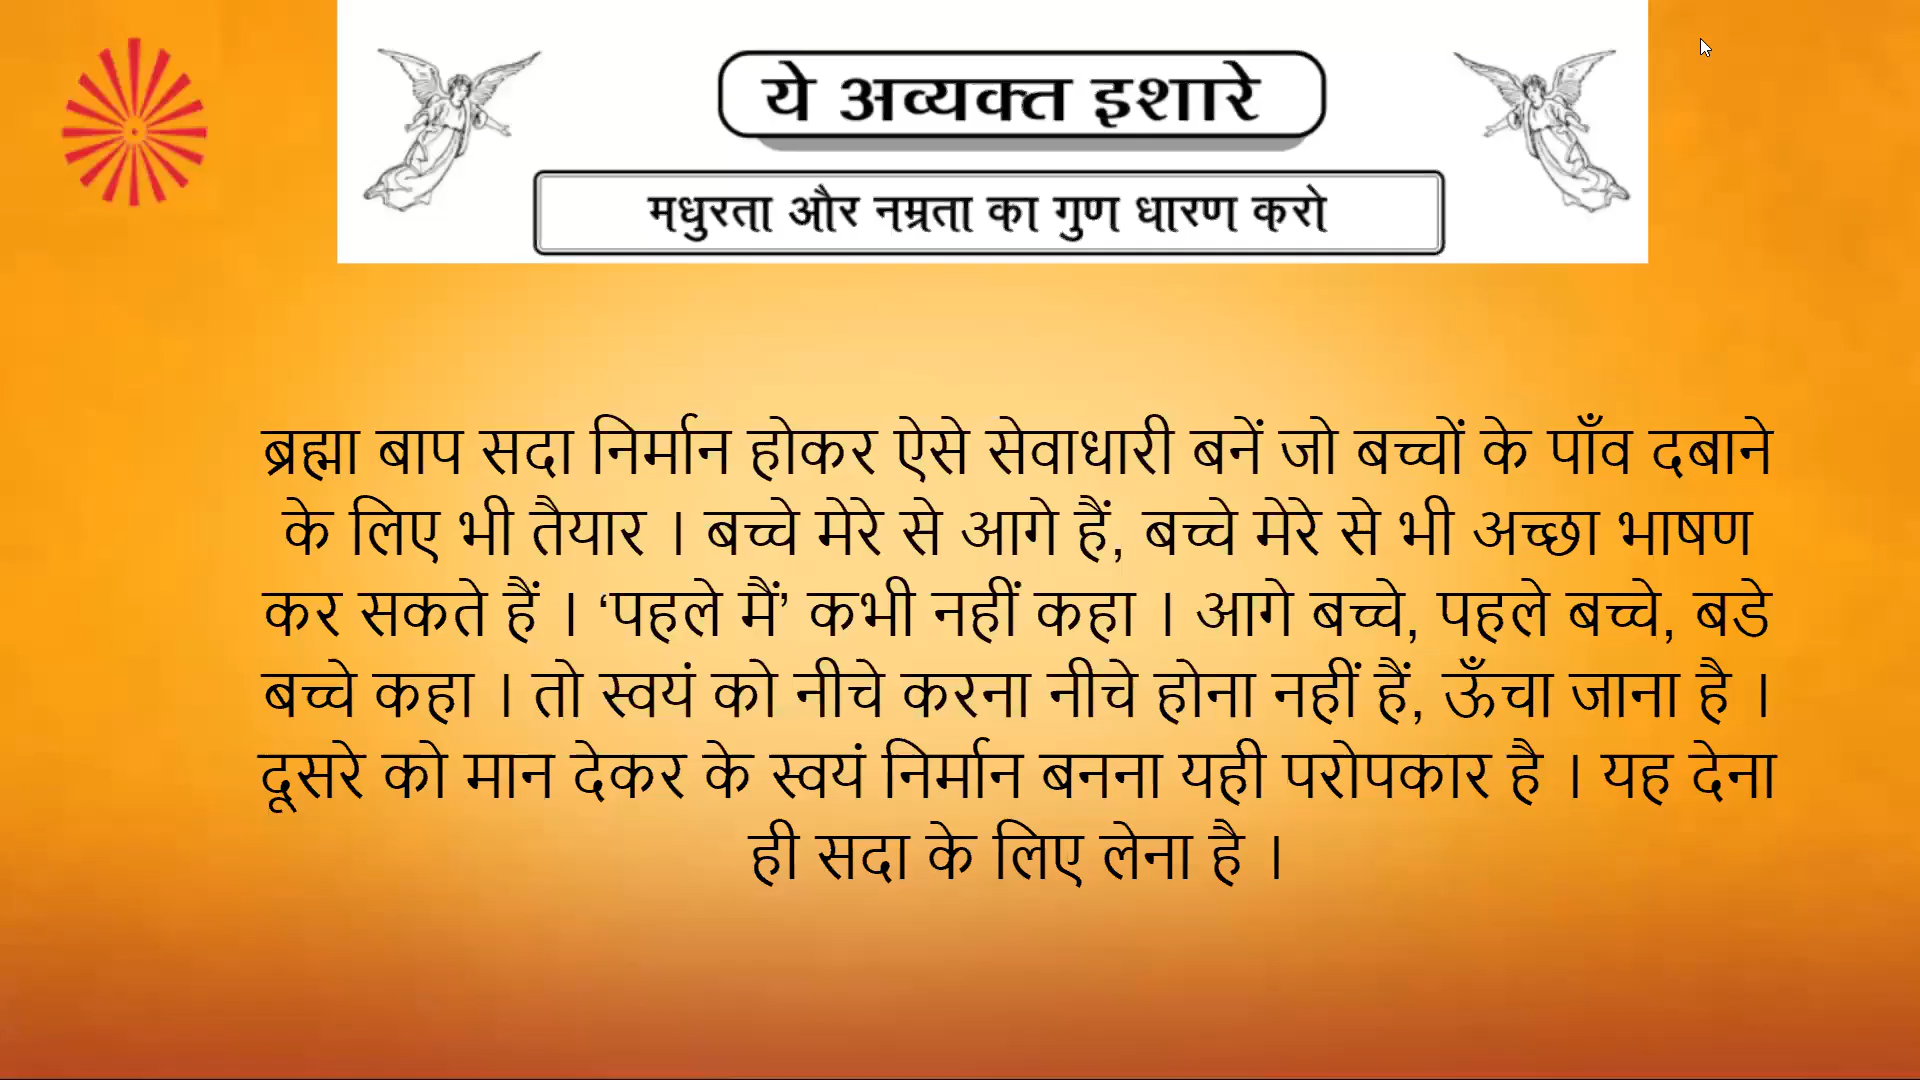 ये अव्यक्त इशारे
मधुरता और नम्रता का गुण धारण करो
ब्रह्मा बाप सदा निर्मान होकर ऐसे सेवाधारी बनें जो बच्चों के पाँव दबाने
के लिए भी तैयार । बच्चे मेरे से आगे हैं, बच्चे मेरे से भी अच्छा भाषण
कर सकते हैं । ‘पहले मैं’ कभी नहीं कहा । आगे बच्चे, पहले बच्चे, बडे
बच्चे कहा । तो स्वयं को नीचे करना नीचे होना नहीं हैं, ऊँचा जाना है ।
दूसरे को मान देकर के स्वयं निर्मान बनना यही परोपकार है । यह देना
ही सदा के लिए लेना है ।